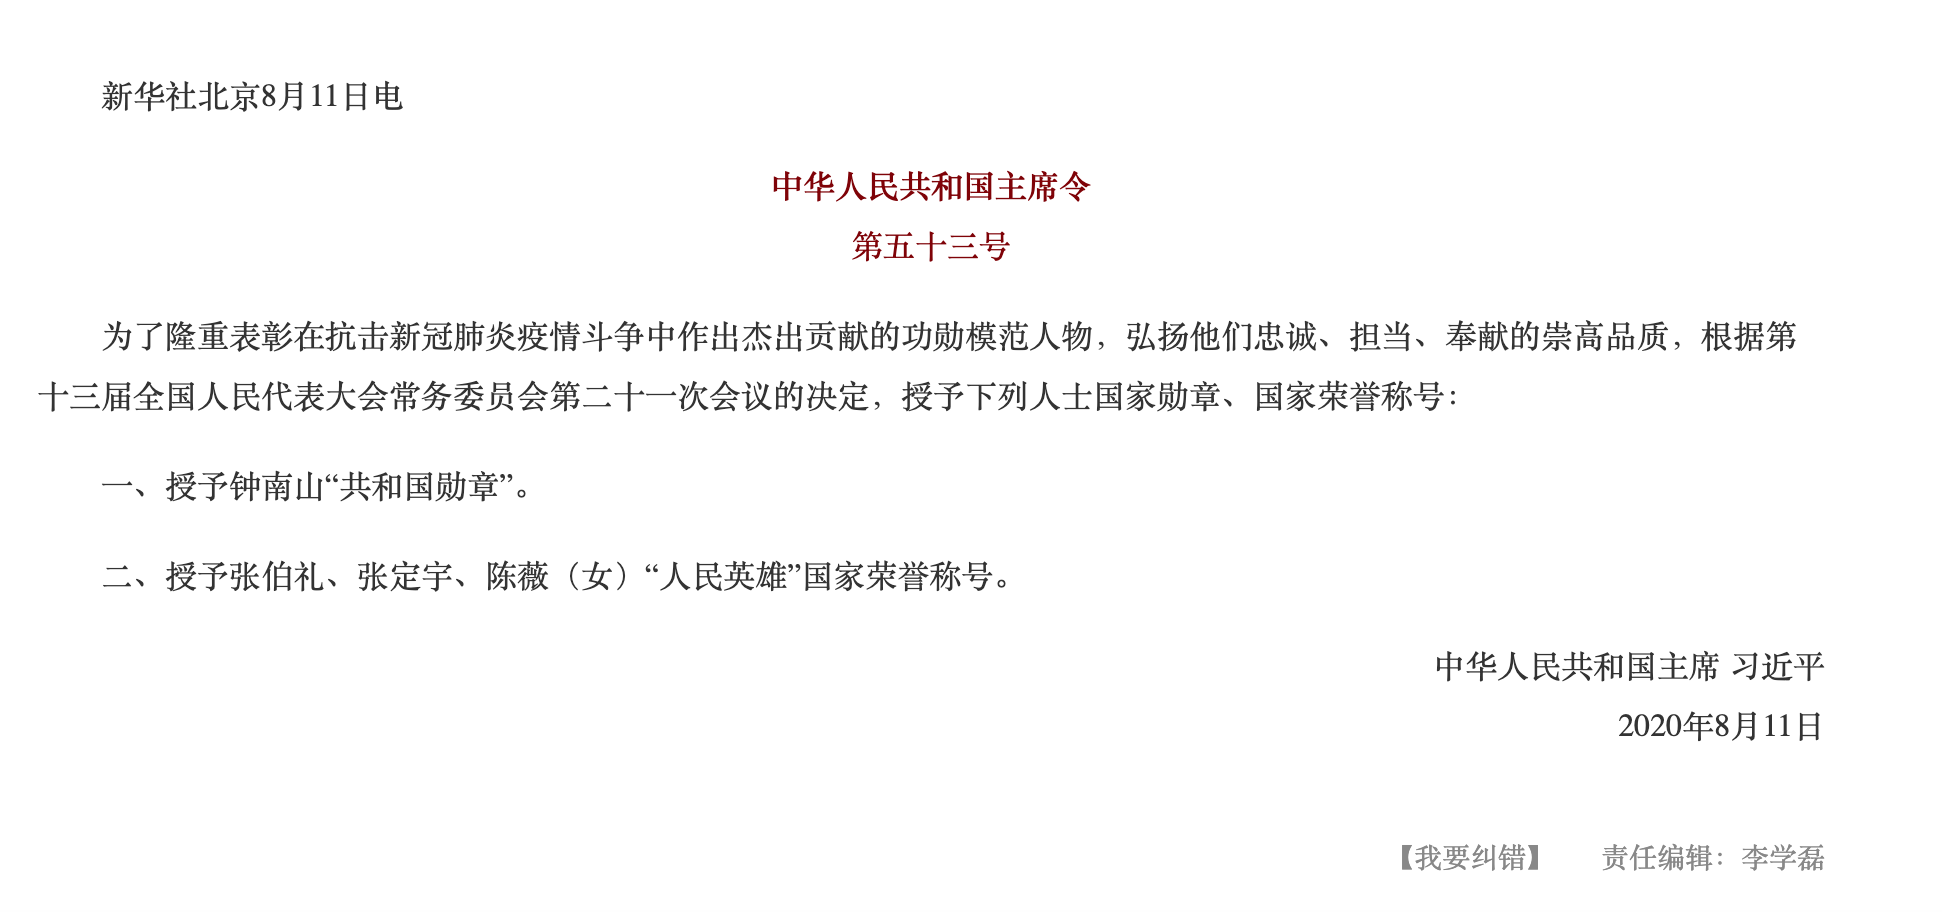 新华社北京8月11日电
中华人民共和国主席令
第五十三号
为了隆重表彰在抗击新冠肺炎疫情斗争中作出杰出贡献的功勋模范人物，弘扬他们忠诚、担当、奉献的崇高品质，根据第
十三届全国人民代表大会常务委员会第二十一次会议的决定，授予下列人士国家勋章、国家荣誉称号：
一、授予钟南山“共和国勋章”。
二、授予张伯礼、张定宇、陈薇（女）“人民英雄”国家荣誉称号。
中华人民共和国主席 习近平
2020年8月11日
【我要纠错】 责任编辑：李学磊